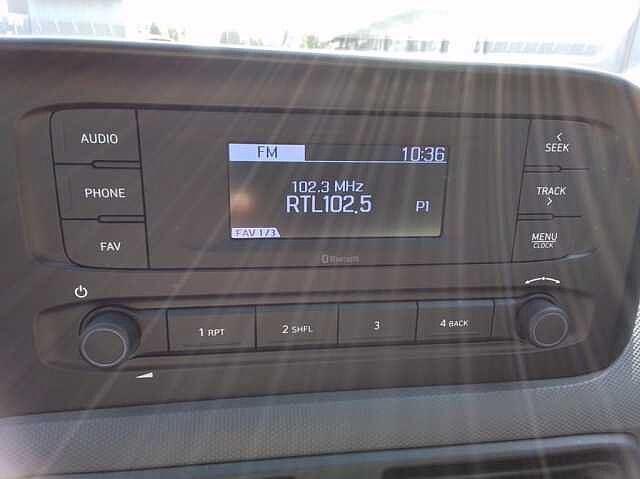 AUDIO
PHONE
FAV
FM 10:36
102.3 MHz
RTL102.5 P1
FAV 1/3
Bluetooth
< SEEK
TRACK >
MENU
CLOCK
1 RPT
2 SHFL
3
4 BACK